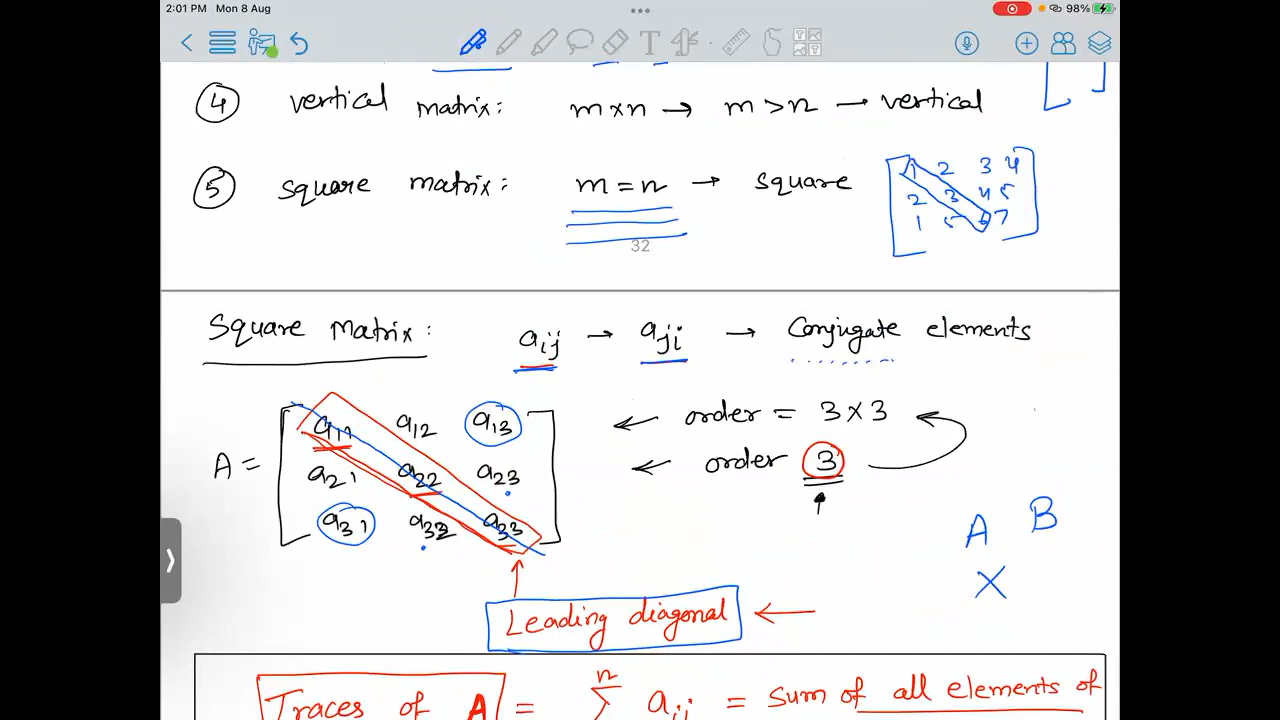 2:01 PM Mon 8 Aug
98%
④ vertical matrix: m×n → m>n → vertical
⑤ square matrix: m=n → square
1 2 3 4
2 3 4 5
1 5 6 7
32
Square Matrix: aij → aji → Conjugate elements
A = a11 a12 a13
a21 a22 a23
a31 a32 a33
← order = 3×3
← order 3
A B
X
Leading diagonal ←
Traces of A = n ∑ aij = sum of all elements of